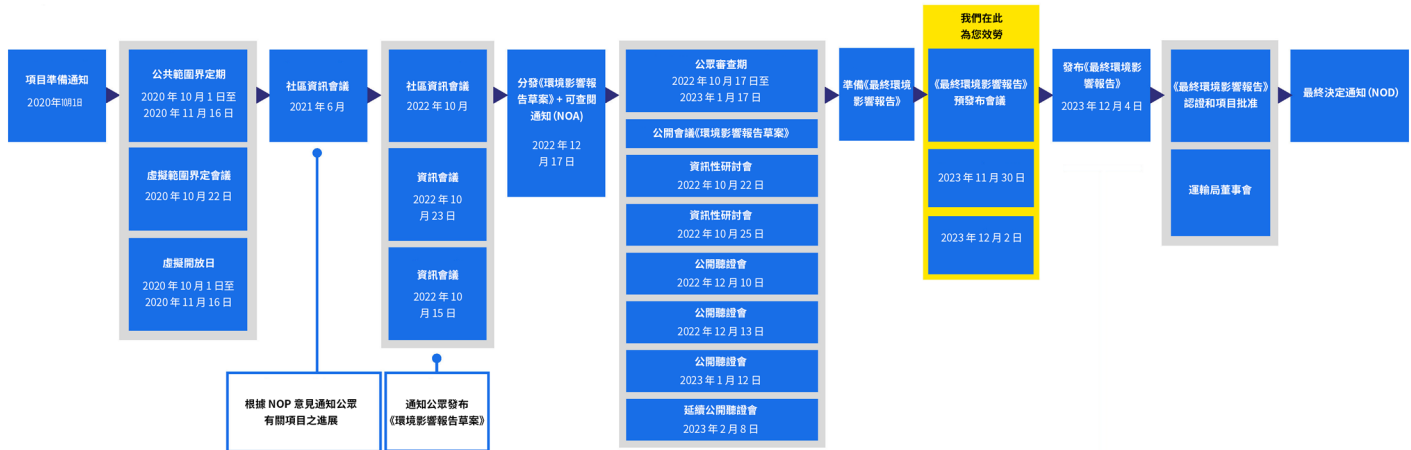 項目準備通知
2020年10月1日
公共範圍界定期
2020 年 10 月 1 日至
2020 年 11 月 16 日
虛擬範圍界定會議
2020 年 10 月 22 日
虛擬開放日
2020 年 10 月 1 日至
2020 年 11 月 16 日
社區資訊會議
2021 年 6 月
根據 NOP 意見通知公眾
有關項目之進展
社區資訊會議
2022 年 10 月
資訊會議
2022 年 10
月 23 日
資訊會議
2022 年 10
月 15 日
通知公眾發布
《環境影響報告草案》
分發《環境影響報
告草案》+ 可查閱
通知 (NOA)
2022 年 12
月 17 日
公眾審查期
2022 年 10 月 17 日至
2023 年 1 月 17 日
公開會議《環境影響報告草案》
資訊性研討會
2022 年 10 月 22 日
資訊性研討會
2022 年 10 月 25 日
公開聽證會
2022 年 12 月 10 日
公開聽證會
2022 年 12 月 13 日
公開聽證會
2023 年 1 月 12 日
延續公開聽證會
2023 年 2 月 8 日
準備《最終環境
影響報告》
我們在此
為您效勞
《最終環境影響報告》
預發布會議
2023 年 11 月 30 日
2023 年 12 月 2 日
發布《最終環境影
響報告》
2023 年 12 月 4 日
《最終環境影響報告》
認證和項目批准
運輸局董事會
最終決定通知 (NOD)